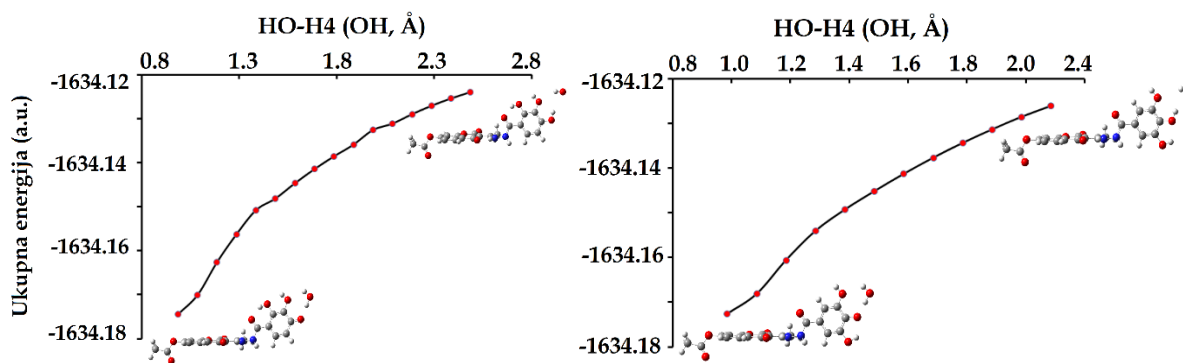 HO-H4 (OH, Å)
0.8 1.3 1.8 2.3 2.8
-1634.12
-1634.14
-1634.16
-1634.18
Ukupna energija (a.u.)
HO-H4 (OH, Å)
0.8 1.0 1.2 1.4 1.6 1.8 2.0 2.4
-1634.12
-1634.14
-1634.16
-1634.18